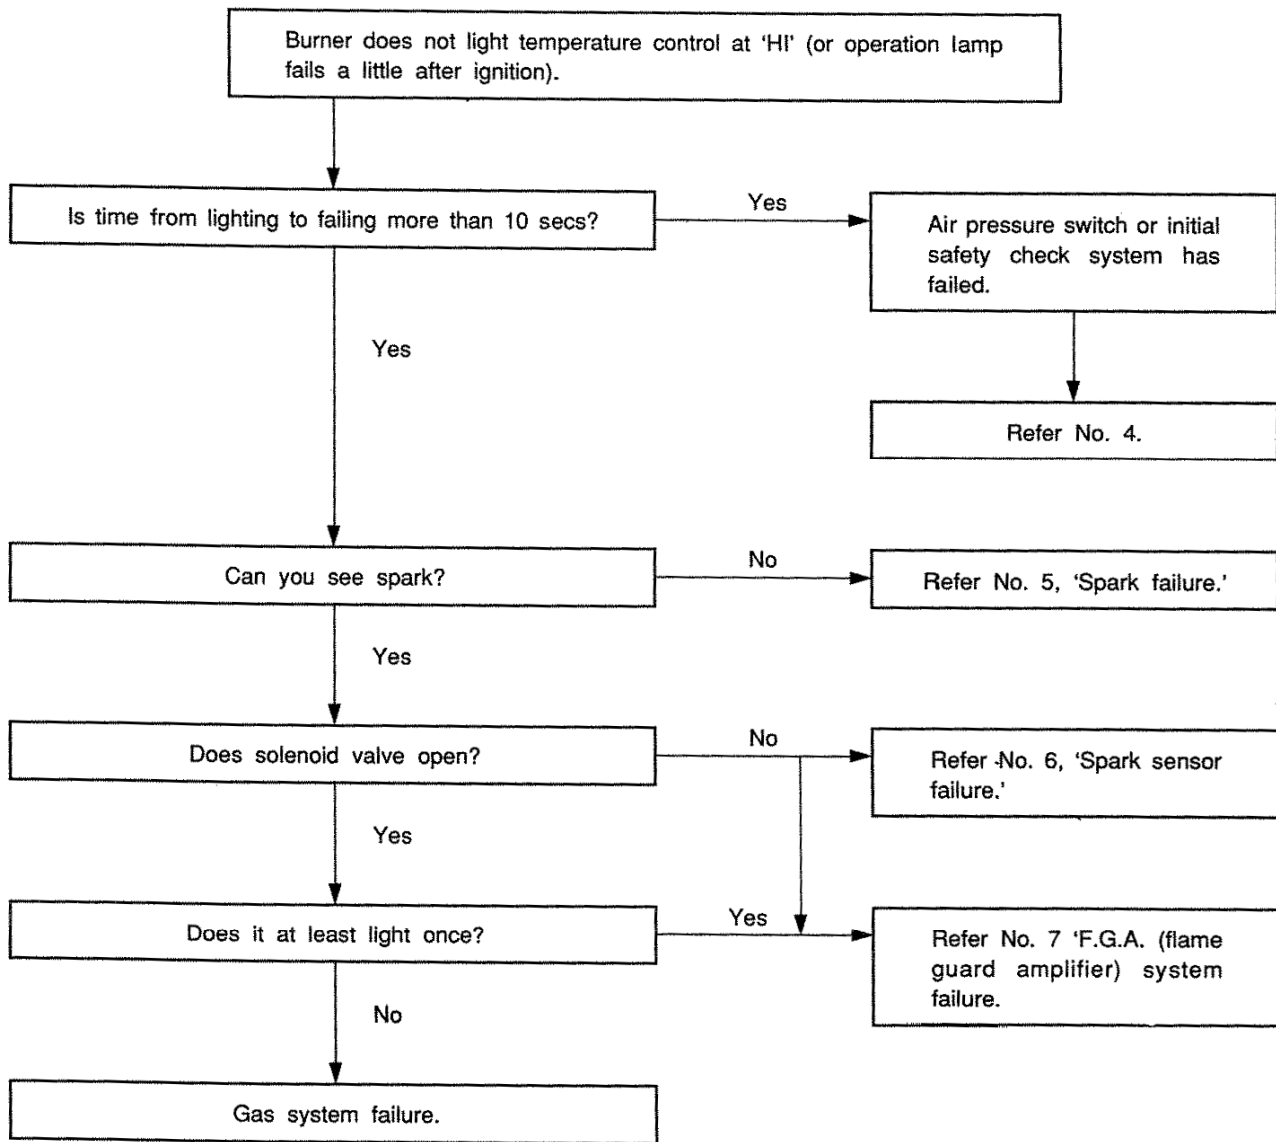 Burner does not light temperature control at ‘HI’ (or operation lamp
fails a little after ignition).
Is time from lighting to failing more than 10 secs?
Yes
Air pressure switch or initial
safety check system has
failed.
Yes
Refer No. 4.
Can you see spark?
No
Refer No. 5, ‘Spark failure.’
Yes
Does solenoid valve open?
No
Refer No. 6, ‘Spark sensor
failure.’
Yes
Does it at least light once?
Yes
Refer No. 7 ‘F.G.A. (flame
guard amplifier) system
failure.
No
Gas system failure.